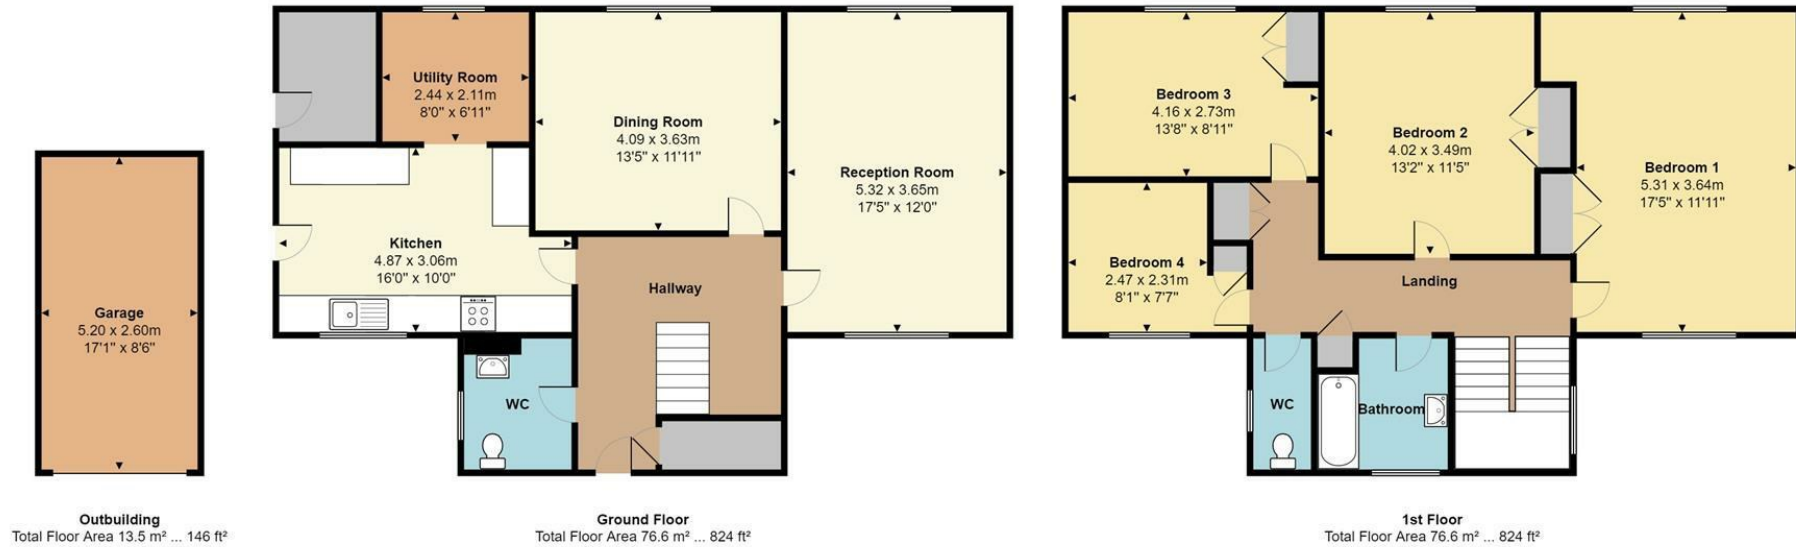 Garage
5.20 x 2.60m
17'1" x 8'6"
Outbuilding
Total Floor Area 13.5 m² ... 146 ft²
Utility Room
2.44 x 2.11m
8'0" x 6'11"
Dining Room
4.09 x 3.63m
13'5" x 11'11"
Reception Room
5.32 x 3.65m
17'5" x 12'0"
Kitchen
4.87 x 3.06m
16'0" x 10'0"
Hallway
WC
Ground Floor
Total Floor Area 76.6 m² ... 824 ft²
Bedroom 3
4.16 x 2.73m
13'8" x 8'11"
Bedroom 2
4.02 x 3.49m
13'2" x 11'5"
Bedroom 1
5.31 x 3.64m
17'5" x 11'11"
Bedroom 4
2.47 x 2.31m
8'1" x 7'7"
Landing
WC
Bathroom
1st Floor
Total Floor Area 76.6 m² ... 824 ft²